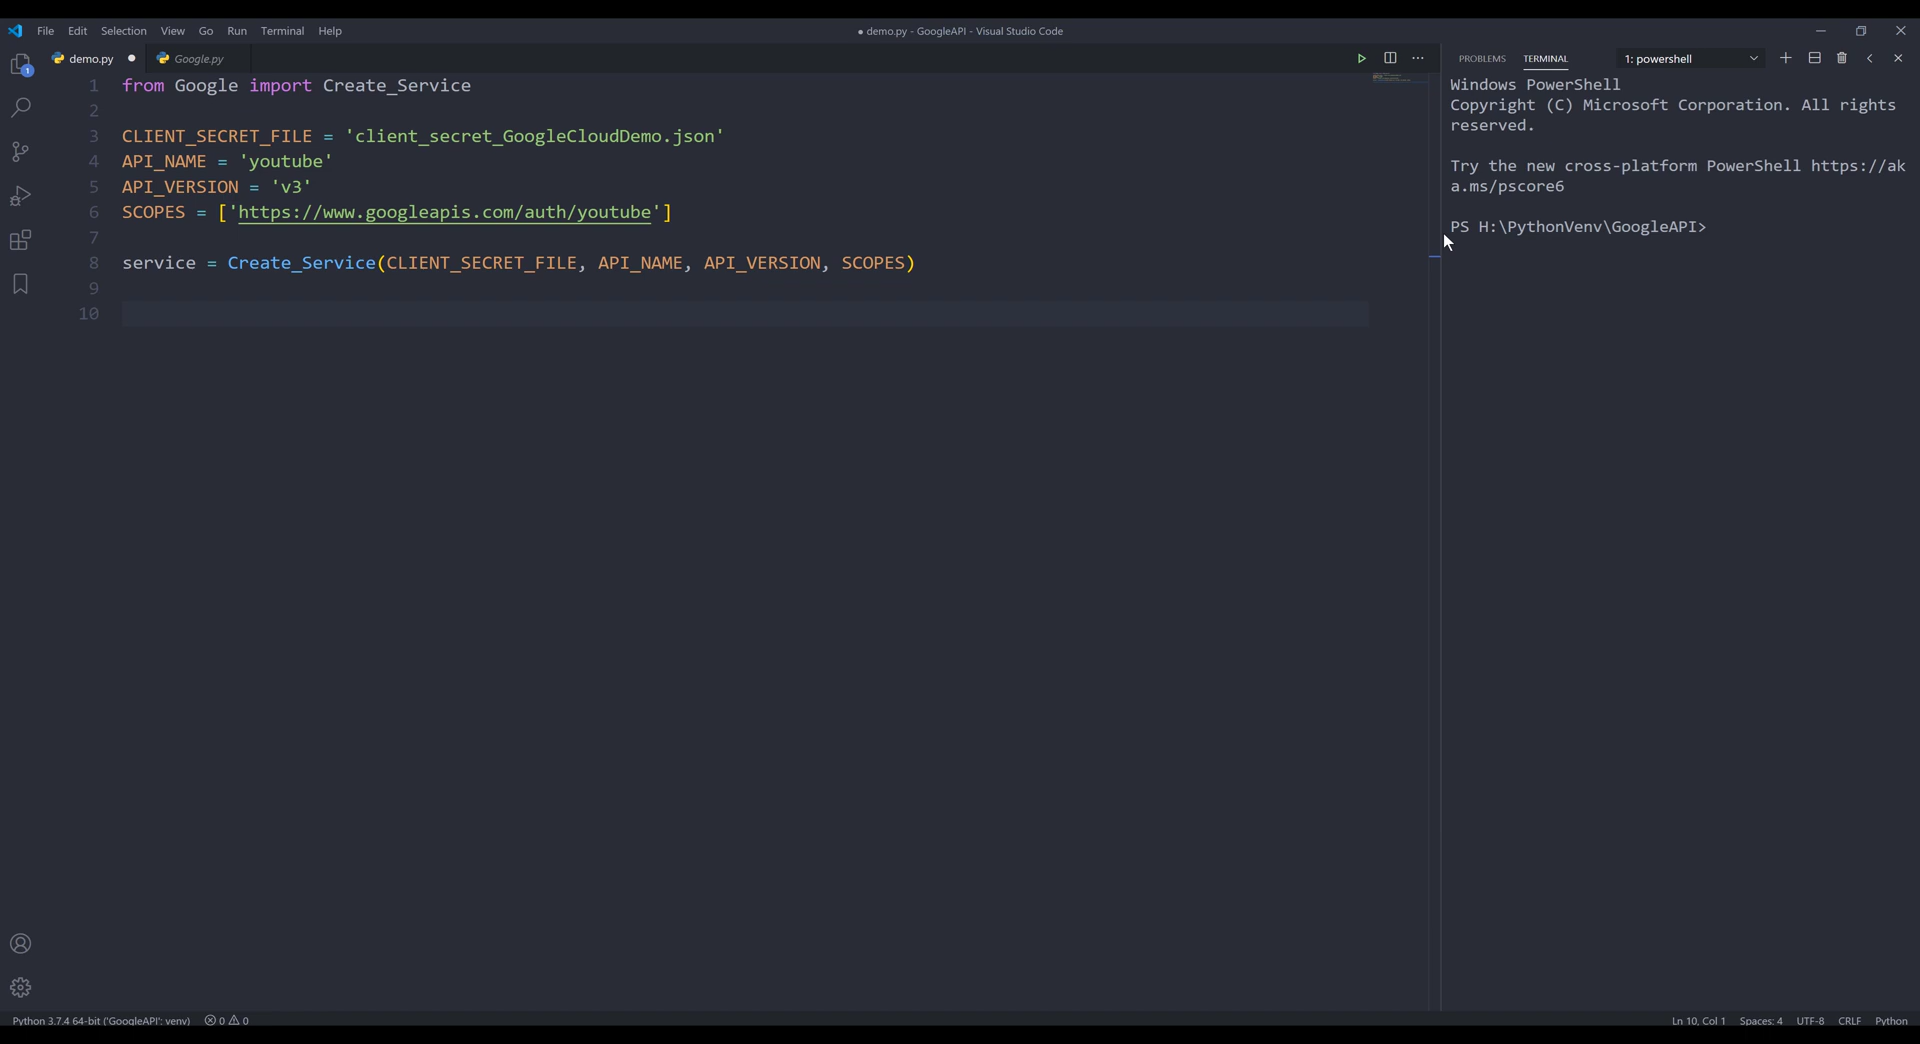 File Edit Selection View Go Run Terminal Help
● demo.py - GoogleAPI - Visual Studio Code
demo.py ● Google.py
PROBLEMS TERMINAL 1: powershell
1 from Google import Create_Service
2
3 CLIENT_SECRET_FILE = 'client_secret_GoogleCloudDemo.json'
4 API_NAME = 'youtube'
5 API_VERSION = 'v3'
6 SCOPES = ['https://www.googleapis.com/auth/youtube']
7
8 service = Create_Service(CLIENT_SECRET_FILE, API_NAME, API_VERSION, SCOPES)
9
10
Windows PowerShell
Copyright (C) Microsoft Corporation. All rights
reserved.
Try the new cross-platform PowerShell https://ak
a.ms/pscore6
PS H:\PythonVenv\GoogleAPI>
1
Python 3.7.4 64-bit ('GoogleAPI': venv) 0 0
Ln 10, Col 1 Spaces: 4 UTF-8 CRLF Python